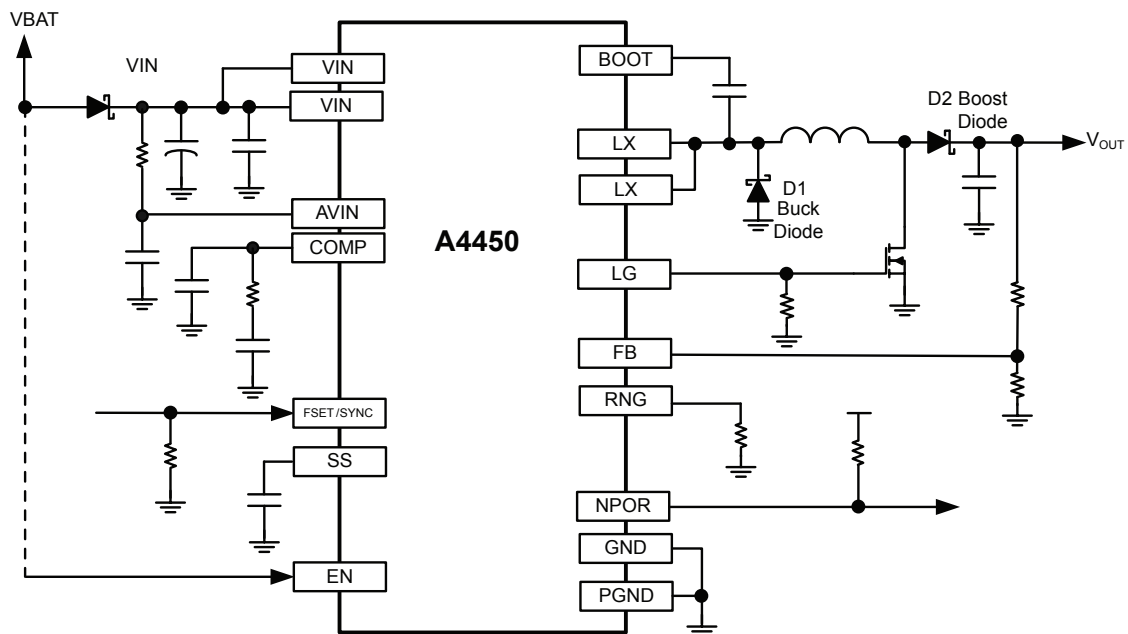 VBAT
VIN
VIN
VIN
AVIN
COMP
FSET/SYNC
SS
EN
A4450
BOOT
LX
LX
LG
FB
RNG
NPOR
GND
PGND
D1
Buck
Diode
D2 Boost
Diode
VOUT